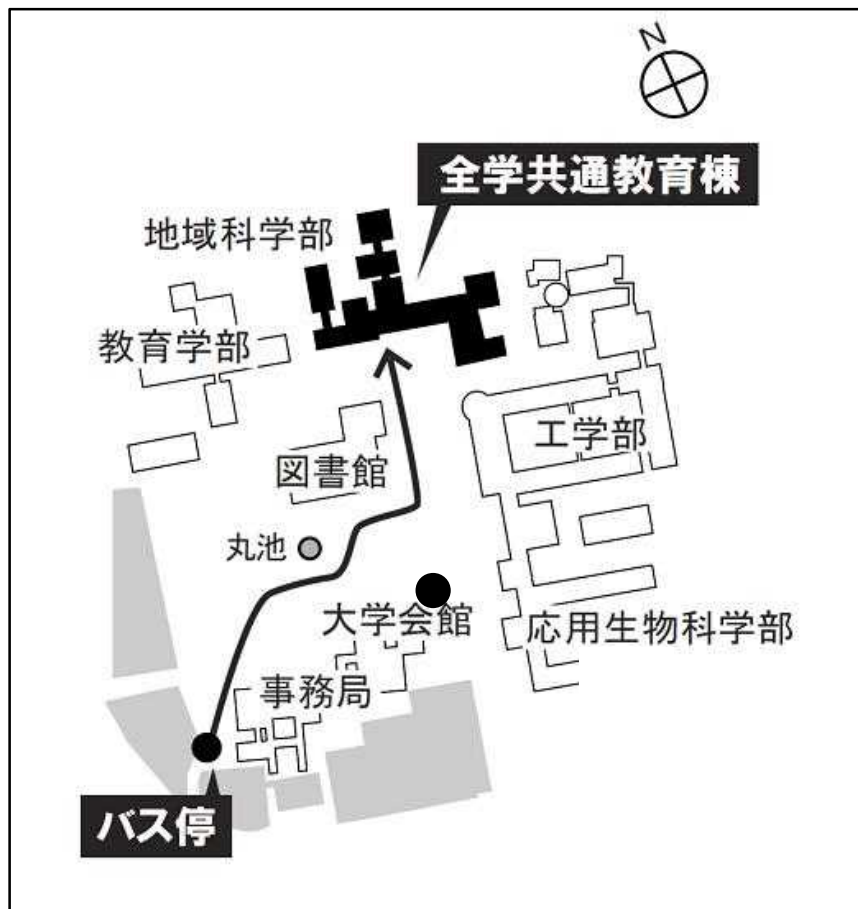 N
全学共通教育棟
地域科学部
教育学部
工学部
図書館
丸池
大学会館
応用生物科学部
事務局
バス停